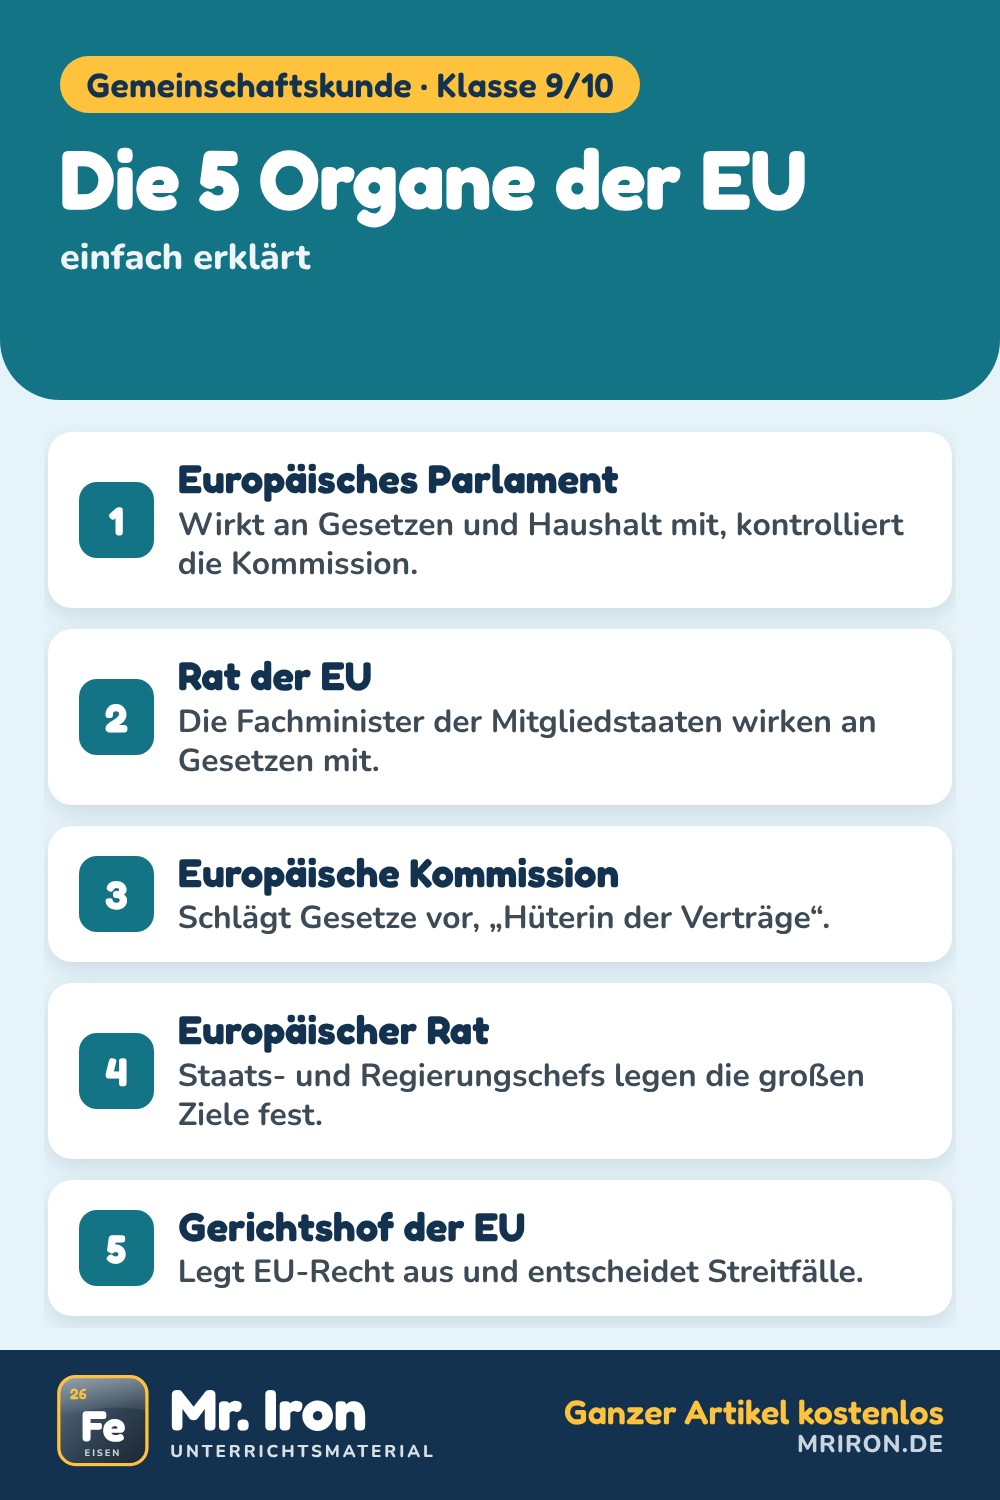 Gemeinschaftskunde · Klasse 9/10
Die 5 Organe der EU
einfach erklärt
1
Europäisches Parlament
Wirkt an Gesetzen und Haushalt mit, kontrolliert
die Kommission.
2
Rat der EU
Die Fachminister der Mitgliedstaaten wirken an
Gesetzen mit.
3
Europäische Kommission
Schlägt Gesetze vor, „Hüterin der Verträge“.
4
Europäischer Rat
Staats- und Regierungschefs legen die großen
Ziele fest.
5
Gerichtshof der EU
Legt EU-Recht aus und entscheidet Streitfälle.
26
Fe
EISEN
Mr. Iron
UNTERRICHTSMATERIAL
Ganzer Artikel kostenlos
MRIRON.DE